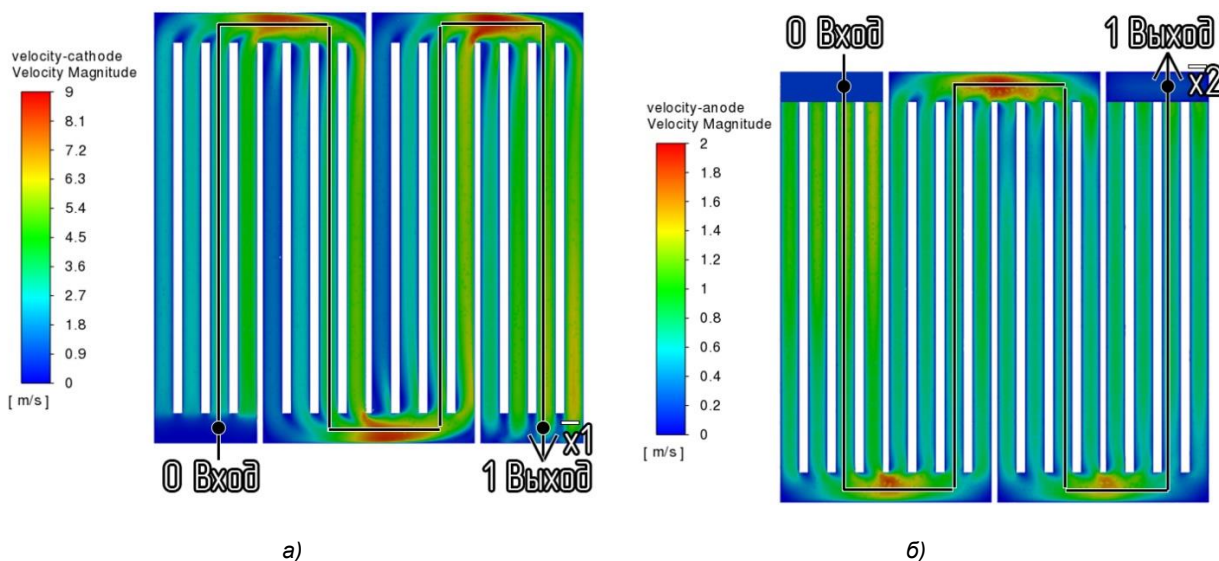 velocity-cathode
Velocity Magnitude
9
8.1
7.2
6.3
5.4
4.5
3.6
2.7
1.8
0.9
0
[ m/s ]
0 Вход
1 Выход
x̅1
а)
velocity-anode
Velocity Magnitude
2
1.8
1.6
1.4
1.2
1
0.8
0.6
0.4
0.2
0
[ m/s ]
0 Вход
1 Выход
x̅2
б)